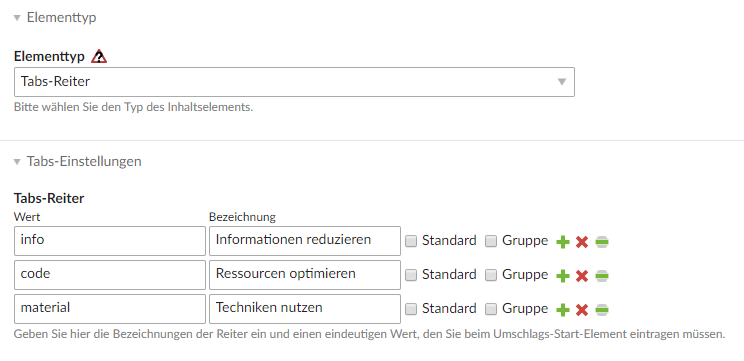 Elementtyp
Elementtyp
Tabs-Reiter
Bitte wählen Sie den Typ des Inhaltselements.
Tabs-Einstellungen
Tabs-Reiter
Wert Bezeichnung
info Informationen reduzieren Standard Gruppe
code Ressourcen optimieren Standard Gruppe
material Techniken nutzen Standard Gruppe
Geben Sie hier die Bezeichnungen der Reiter ein und einen eindeutigen Wert, den Sie beim Umschlags-Start-Element eintragen müssen.